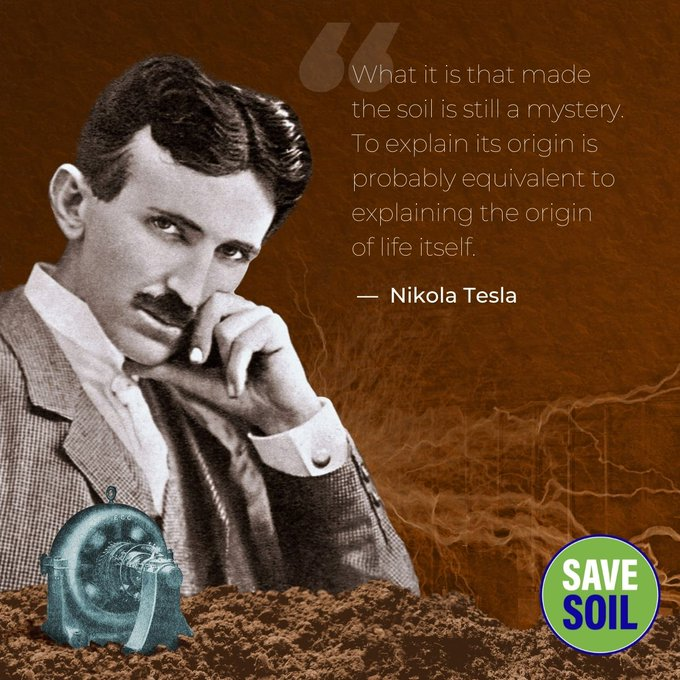 “
What it is that made
the soil is still a mystery.
To explain its origin is
probably equivalent to
explaining the origin
of life itself.
— Nikola Tesla
SAVE
SOIL